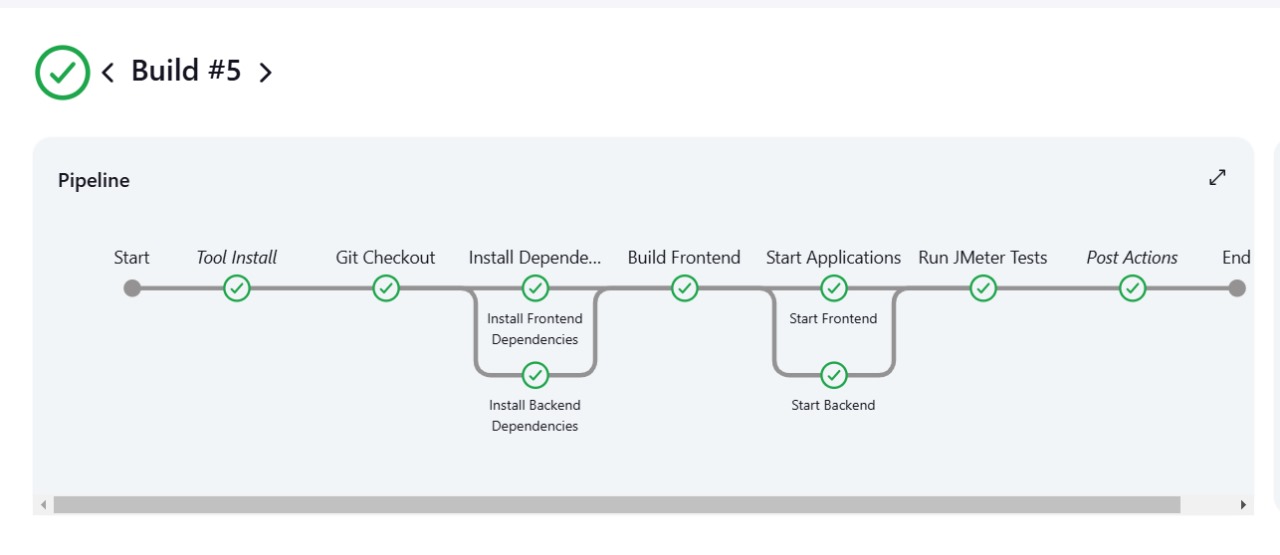 Build #5
Pipeline
Start
Tool Install
Git Checkout
Install Depende...
Build Frontend
Start Applications
Run JMeter Tests
Post Actions
End
Install Frontend
Dependencies
Start Frontend
Install Backend
Dependencies
Start Backend